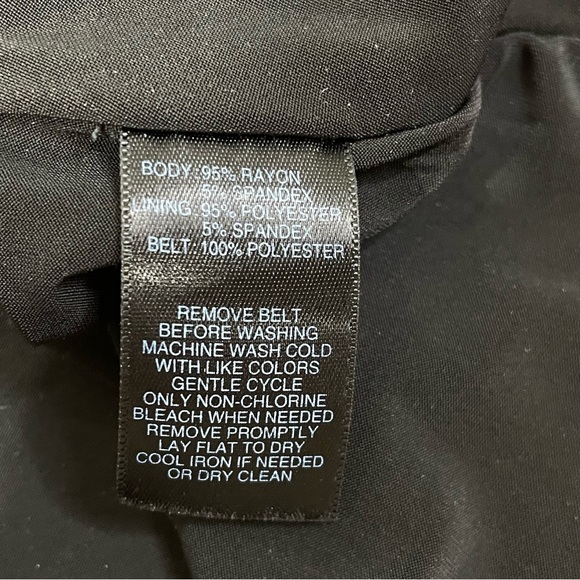 BODY: 95% RAYON
5% SPANDEX
LINING: 95% POLYESTER
5% SPANDEX
BELT: 100% POLYESTER
REMOVE BELT
BEFORE WASHING
MACHINE WASH COLD
WITH LIKE COLORS
GENTLE CYCLE
ONLY NON-CHLORINE
BLEACH WHEN NEEDED
REMOVE PROMPTLY
LAY FLAT TO DRY
COOL IRON IF NEEDED
OR DRY CLEAN